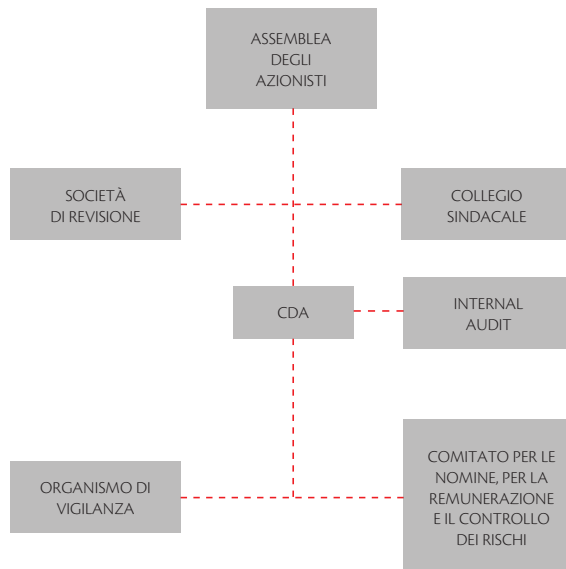 ASSEMBLEA
DEGLI
AZIONISTI
SOCIETÀ
DI REVISIONE
COLLEGIO
SINDACALE
CDA
INTERNAL
AUDIT
ORGANISMO DI
VIGILANZA
COMITATO PER LE
NOMINE, PER LA
REMUNERAZIONE
E IL CONTROLLO
DEI RISCHI